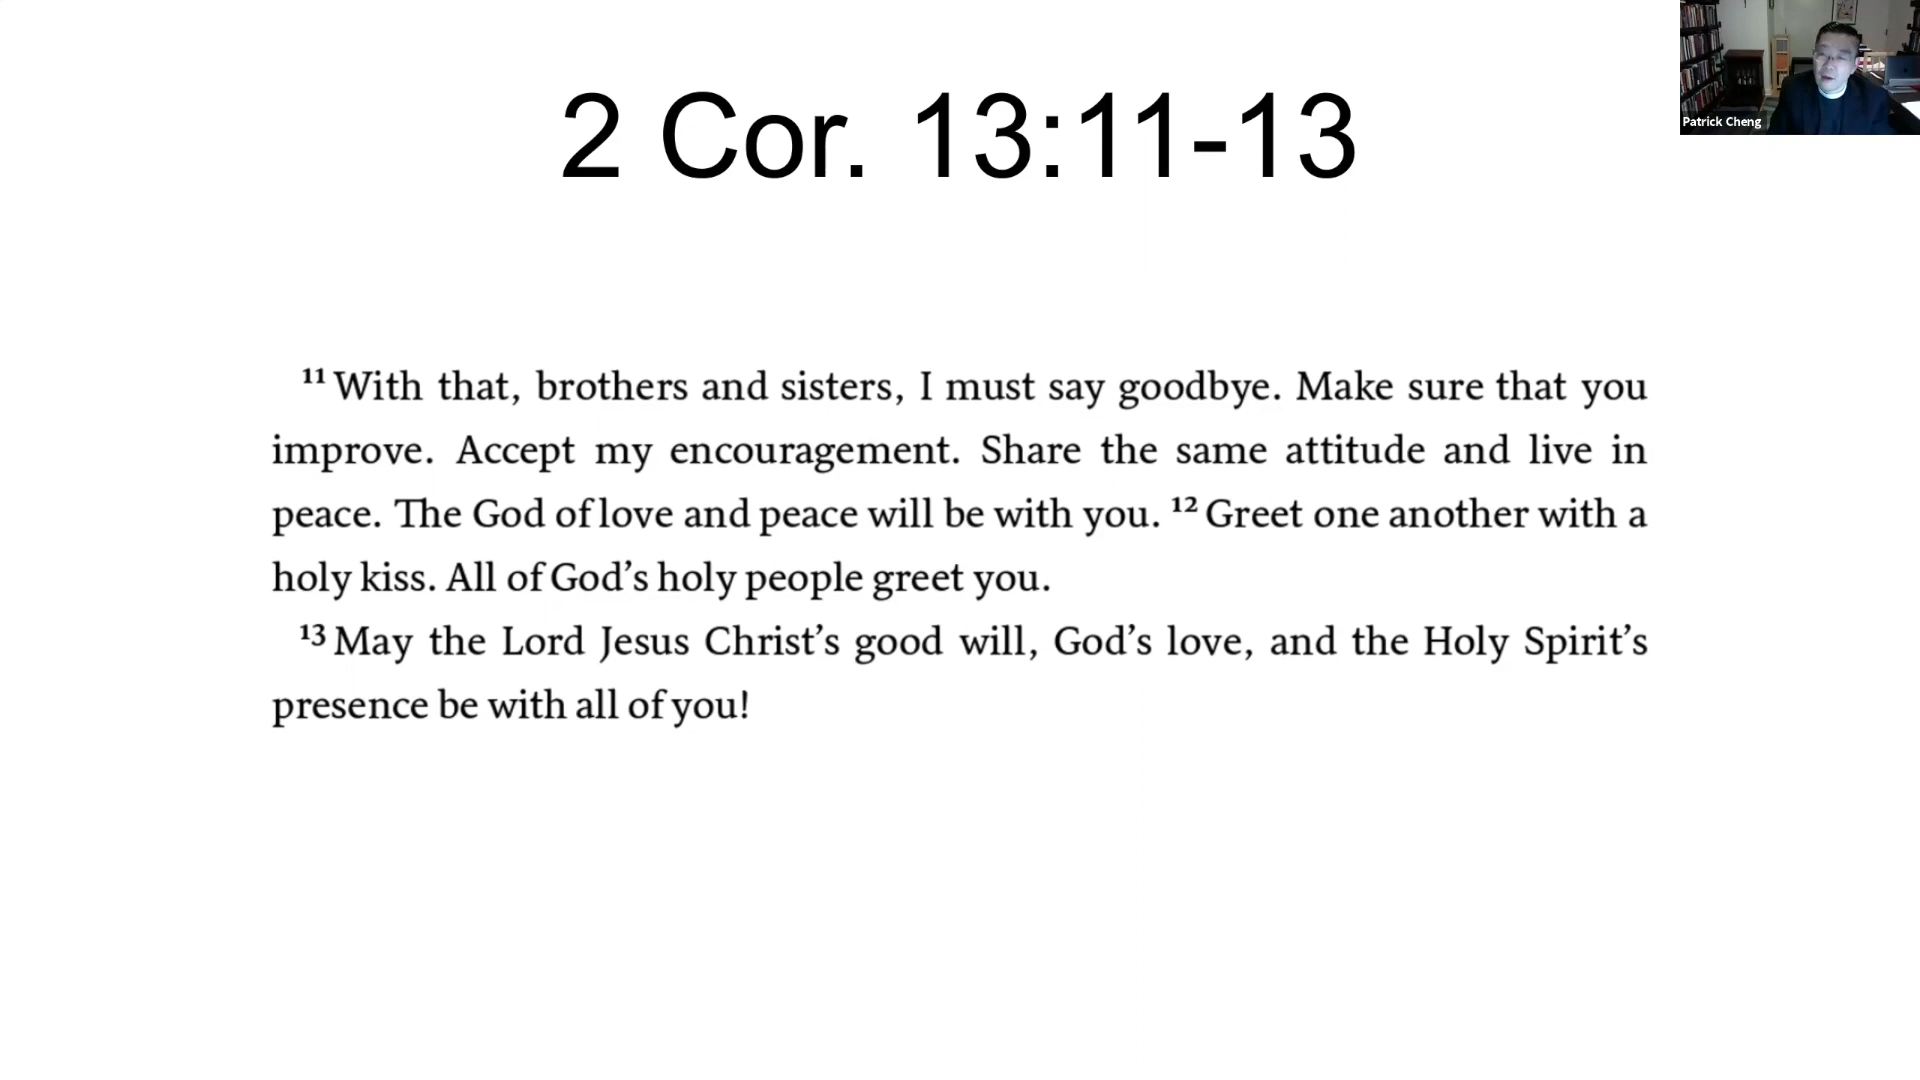 2 Cor. 13:11-13
Patrick Cheng
¹¹ With that, brothers and sisters, I must say goodbye. Make sure that you
improve. Accept my encouragement. Share the same attitude and live in
peace. The God of love and peace will be with you. ¹² Greet one another with a
holy kiss. All of God’s holy people greet you.
¹³ May the Lord Jesus Christ’s good will, God’s love, and the Holy Spirit’s
presence be with all of you!